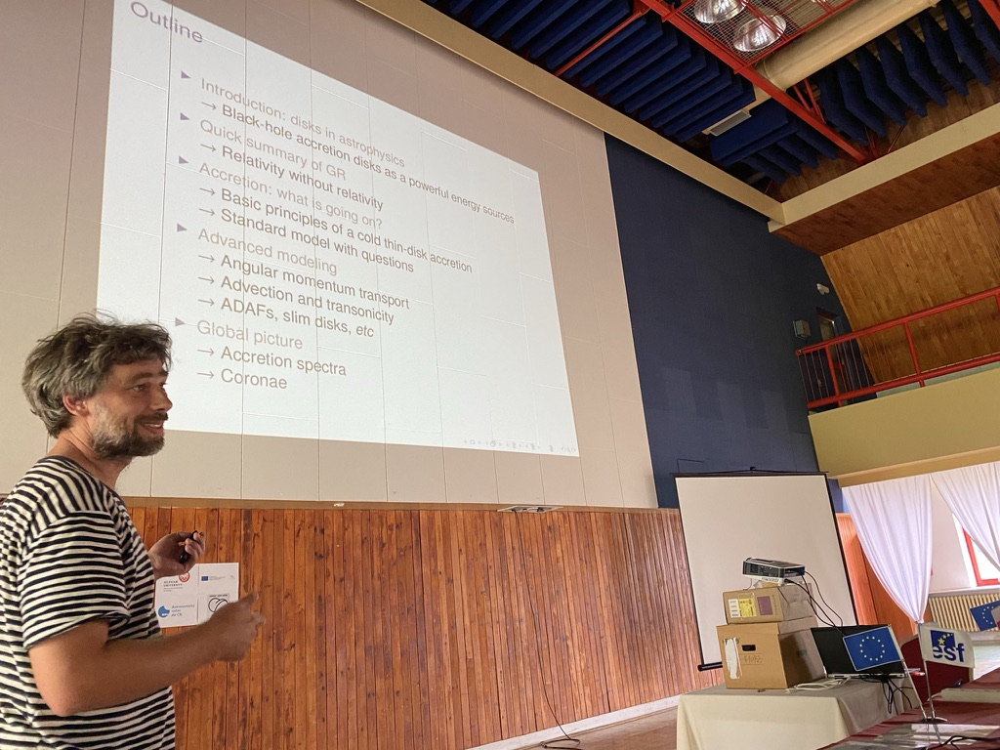 Outline
Introduction: disks in astrophysics
→ Black-hole accretion disks as a powerful energy sources
Quick summary of GR
→ Relativity without relativity
Accretion: what is going on?
→ Basic principles of a cold thin-disk accretion
→ Standard model with questions
Advanced modeling
→ Angular momentum transport
→ Advection and transonicity
→ ADAFs, slim disks, etc
Global picture
→ Accretion spectra
→ Coronae
esf